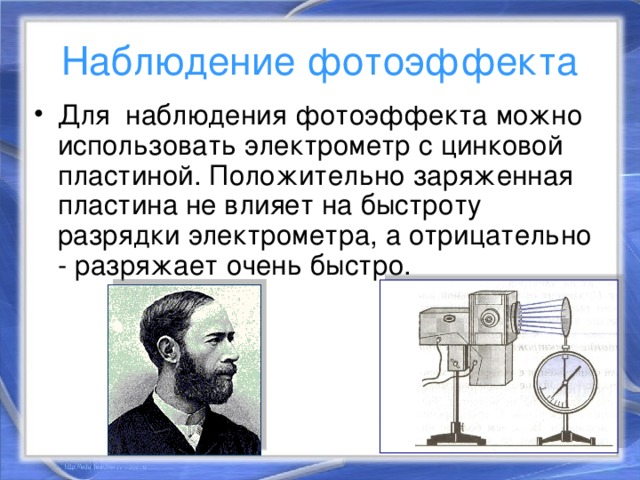 Наблюдение фотоэффекта
• Для наблюдения фотоэффекта можно
использовать электрометр с цинковой
пластиной. Положительно заряженная
пластина не влияет на быстроту
разрядки электрометра, а отрицательно
- разряжает очень быстро.